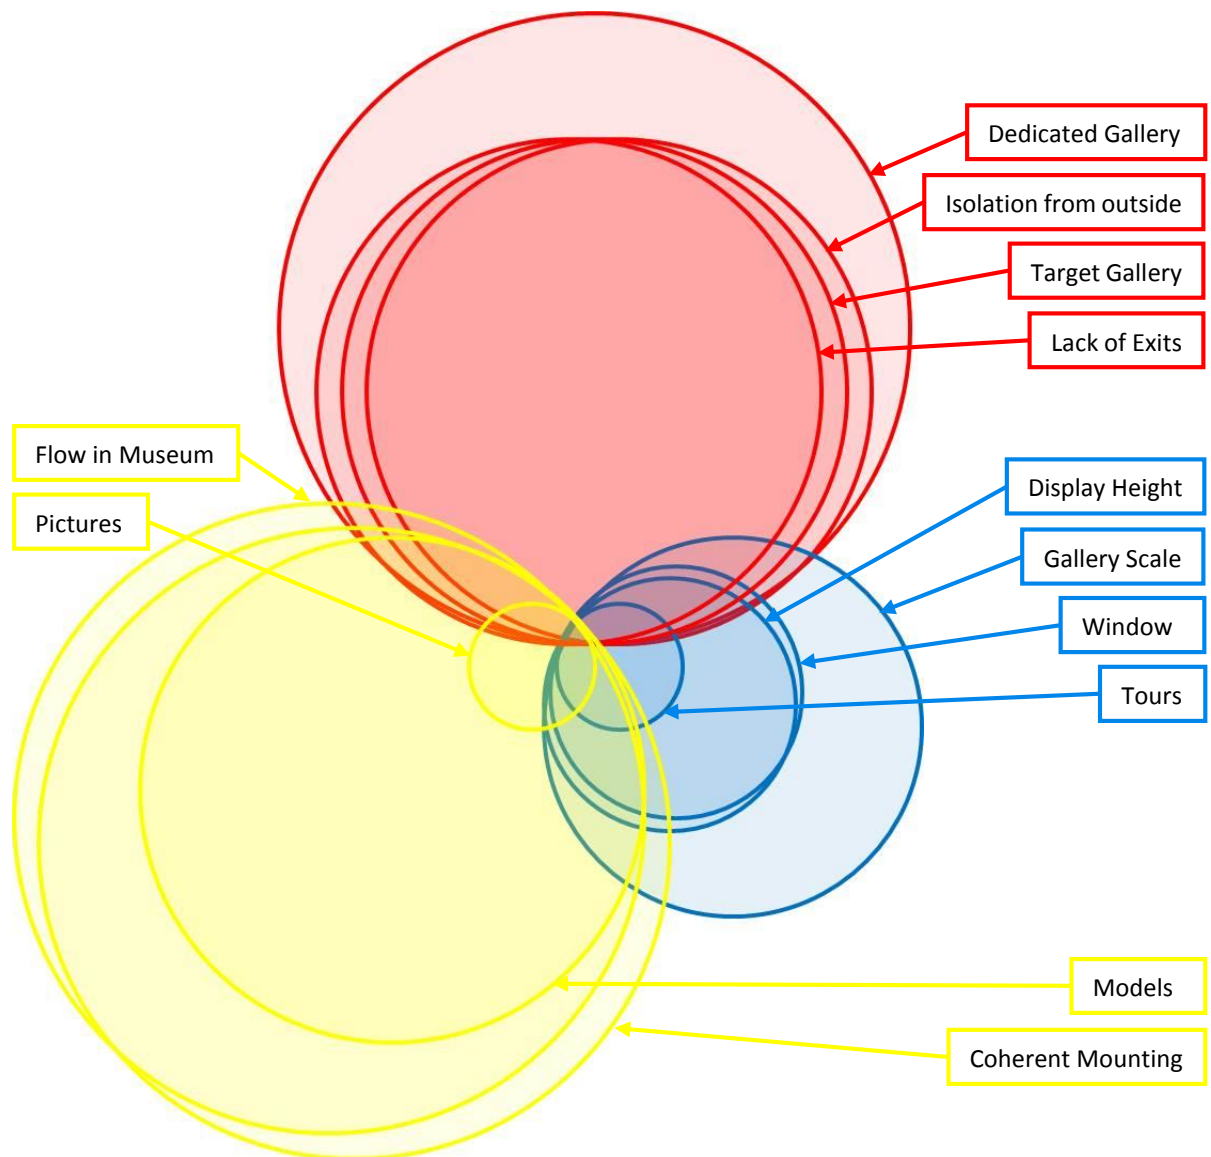 Dedicated Gallery
Isolation from outside
Target Gallery
Lack of Exits
Flow in Museum
Pictures
Display Height
Gallery Scale
Window
Tours
Models
Coherent Mounting